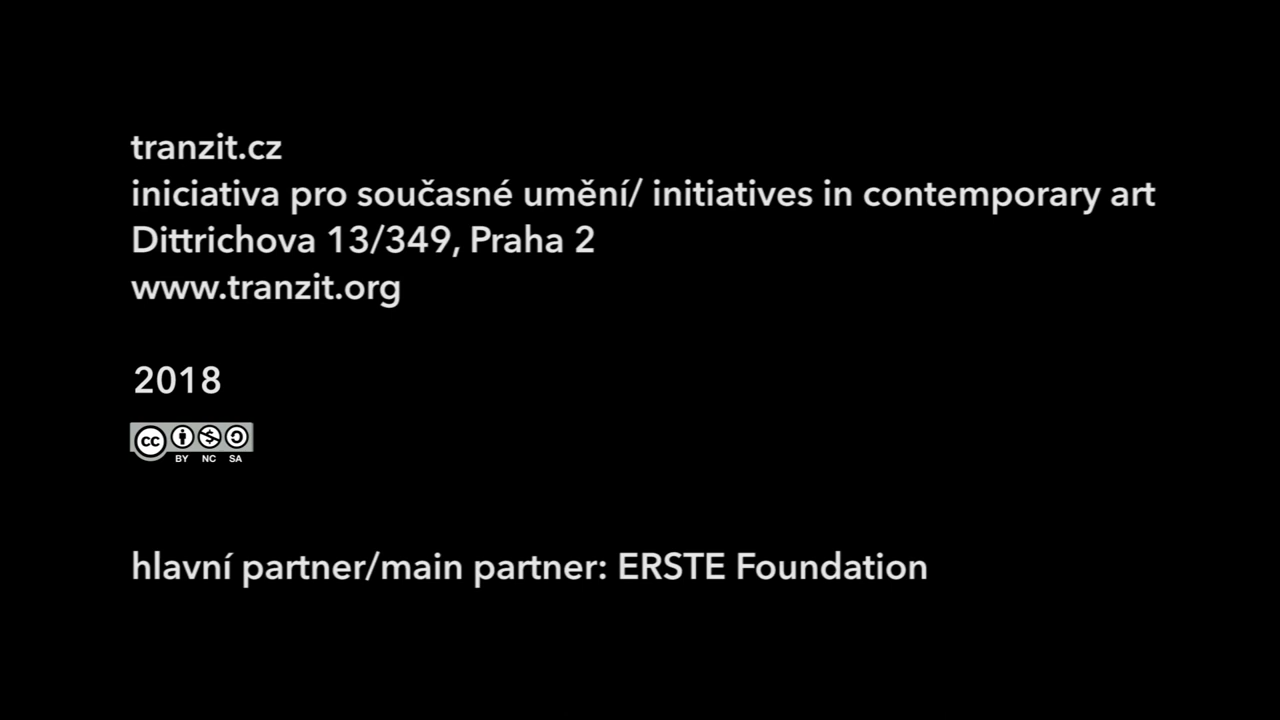 tranzit.cz
iniciativa pro současné umění/ initiatives in contemporary art
Dittrichova 13/349, Praha 2
www.tranzit.org
2018
cc BY NC SA
hlavní partner/main partner: ERSTE Foundation